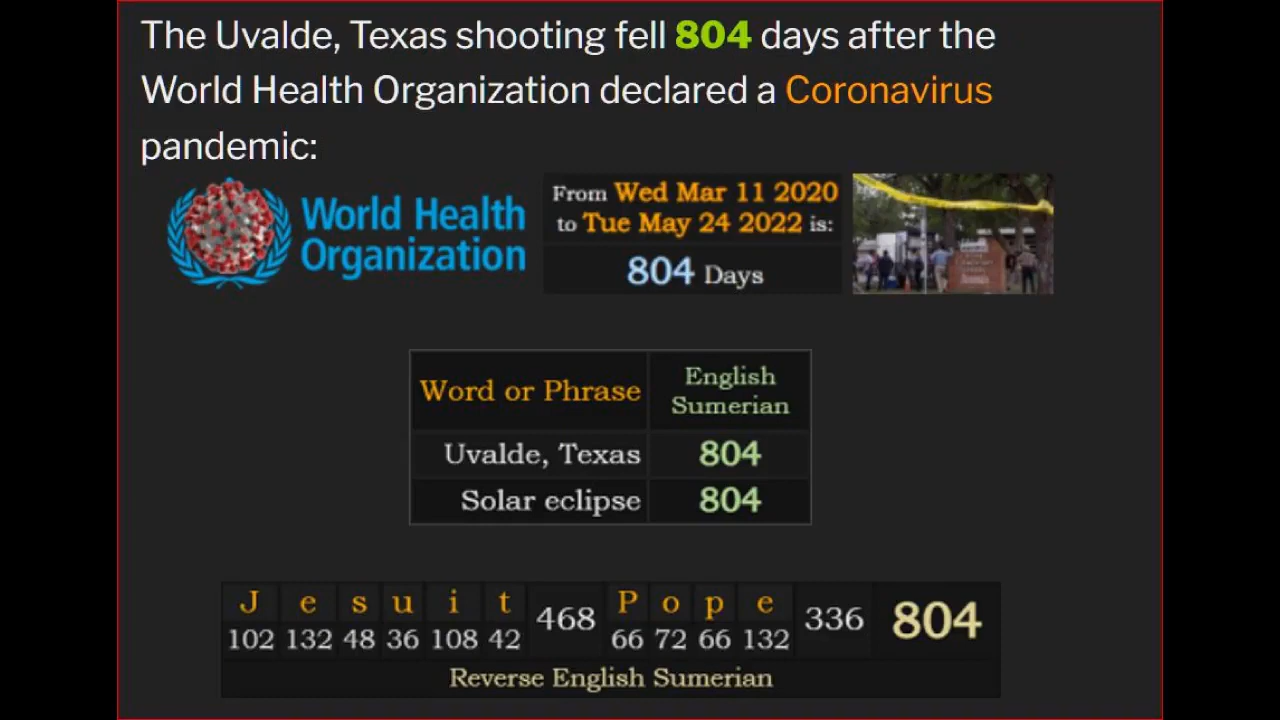 The Uvalde, Texas shooting fell 804 days after the
World Health Organization declared a Coronavirus
pandemic:
World Health
Organization
From Wed Mar 11 2020
to Tue May 24 2022 is:
804 Days
Word or Phrase English
Sumerian
Uvalde, Texas 804
Solar eclipse 804
J e s u i t 468 P o p e 336 804
102 132 48 36 108 42 66 72 66 132
Reverse English Sumerian